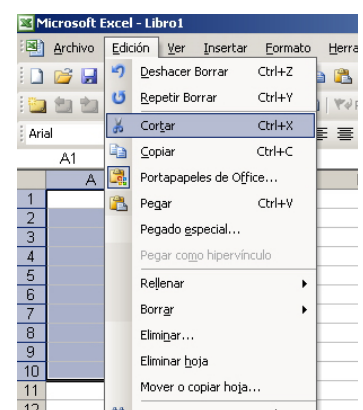 Microsoft Excel - Libro1
Archivo Edición Ver Insertar Formato Herra
Deshacer Borrar Ctrl+Z
Repetir Borrar Ctrl+Y
Arial
Cortar Ctrl+X
A1
Copiar Ctrl+C
A
Portapapeles de Office...
1
Pegar Ctrl+V
2
Pegado especial...
3
4
Pegar como hipervínculo
5
Rellenar
6
7
Borrar
8
Eliminar...
9
Eliminar hoja
10
11
Mover o copiar hoja...
12